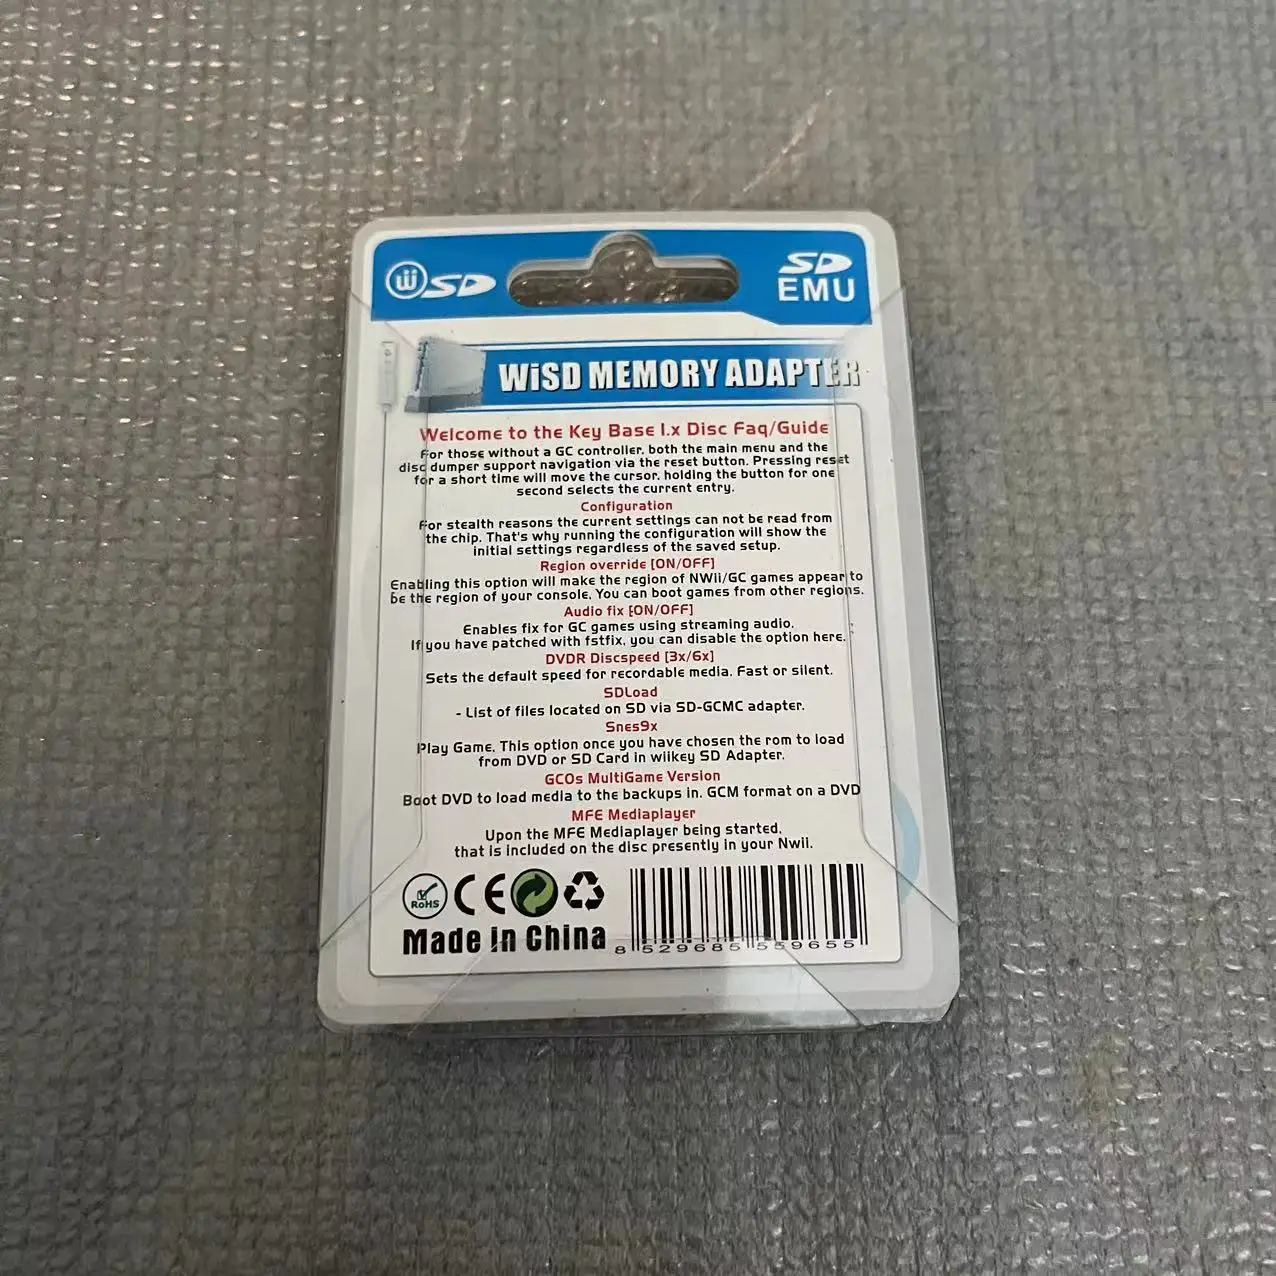 Wii SD
SD
EMU
WiSD MEMORY ADAPTER
Welcome to the Key Base 1.x Disc Faq/Guide
For those without a GC controller, both the main menu and the
disc dumper support navigation via the reset button. Pressing reset
for a short time will move the cursor, holding the button for one
second selects the current entry.
Configuration
For stealth reasons the current settings can not be read from
the chip. That's why running the configuration will show the
initial settings regardless of the saved setup.
Region override [ON/OFF]
Enabling this option will make the region of NWii/GC games appear to
be the region of your console. You can boot games from other regions.
Audio fix [ON/OFF]
Enables fix for GC games using streaming audio.
If you have patched with fstfix, you can disable the option here.
DVDR Discspeed [3x/6x]
Sets the default speed for recordable media. Fast or silent.
SDLoad
- List of files located on SD via SD-GCMC adapter.
Snes9x
Play Game. This option once you have chosen the rom to load
from DVD or SD Card in wiikey SD Adapter.
GCOs MultiGame Version
Boot DVD to load media to the backups in. GCM format on a DVD
MFE Mediaplayer
Upon the MFE Mediaplayer being started,
that is included on the disc presently in your Nwii.
RoHS CE
Made in China
8 529685 559655